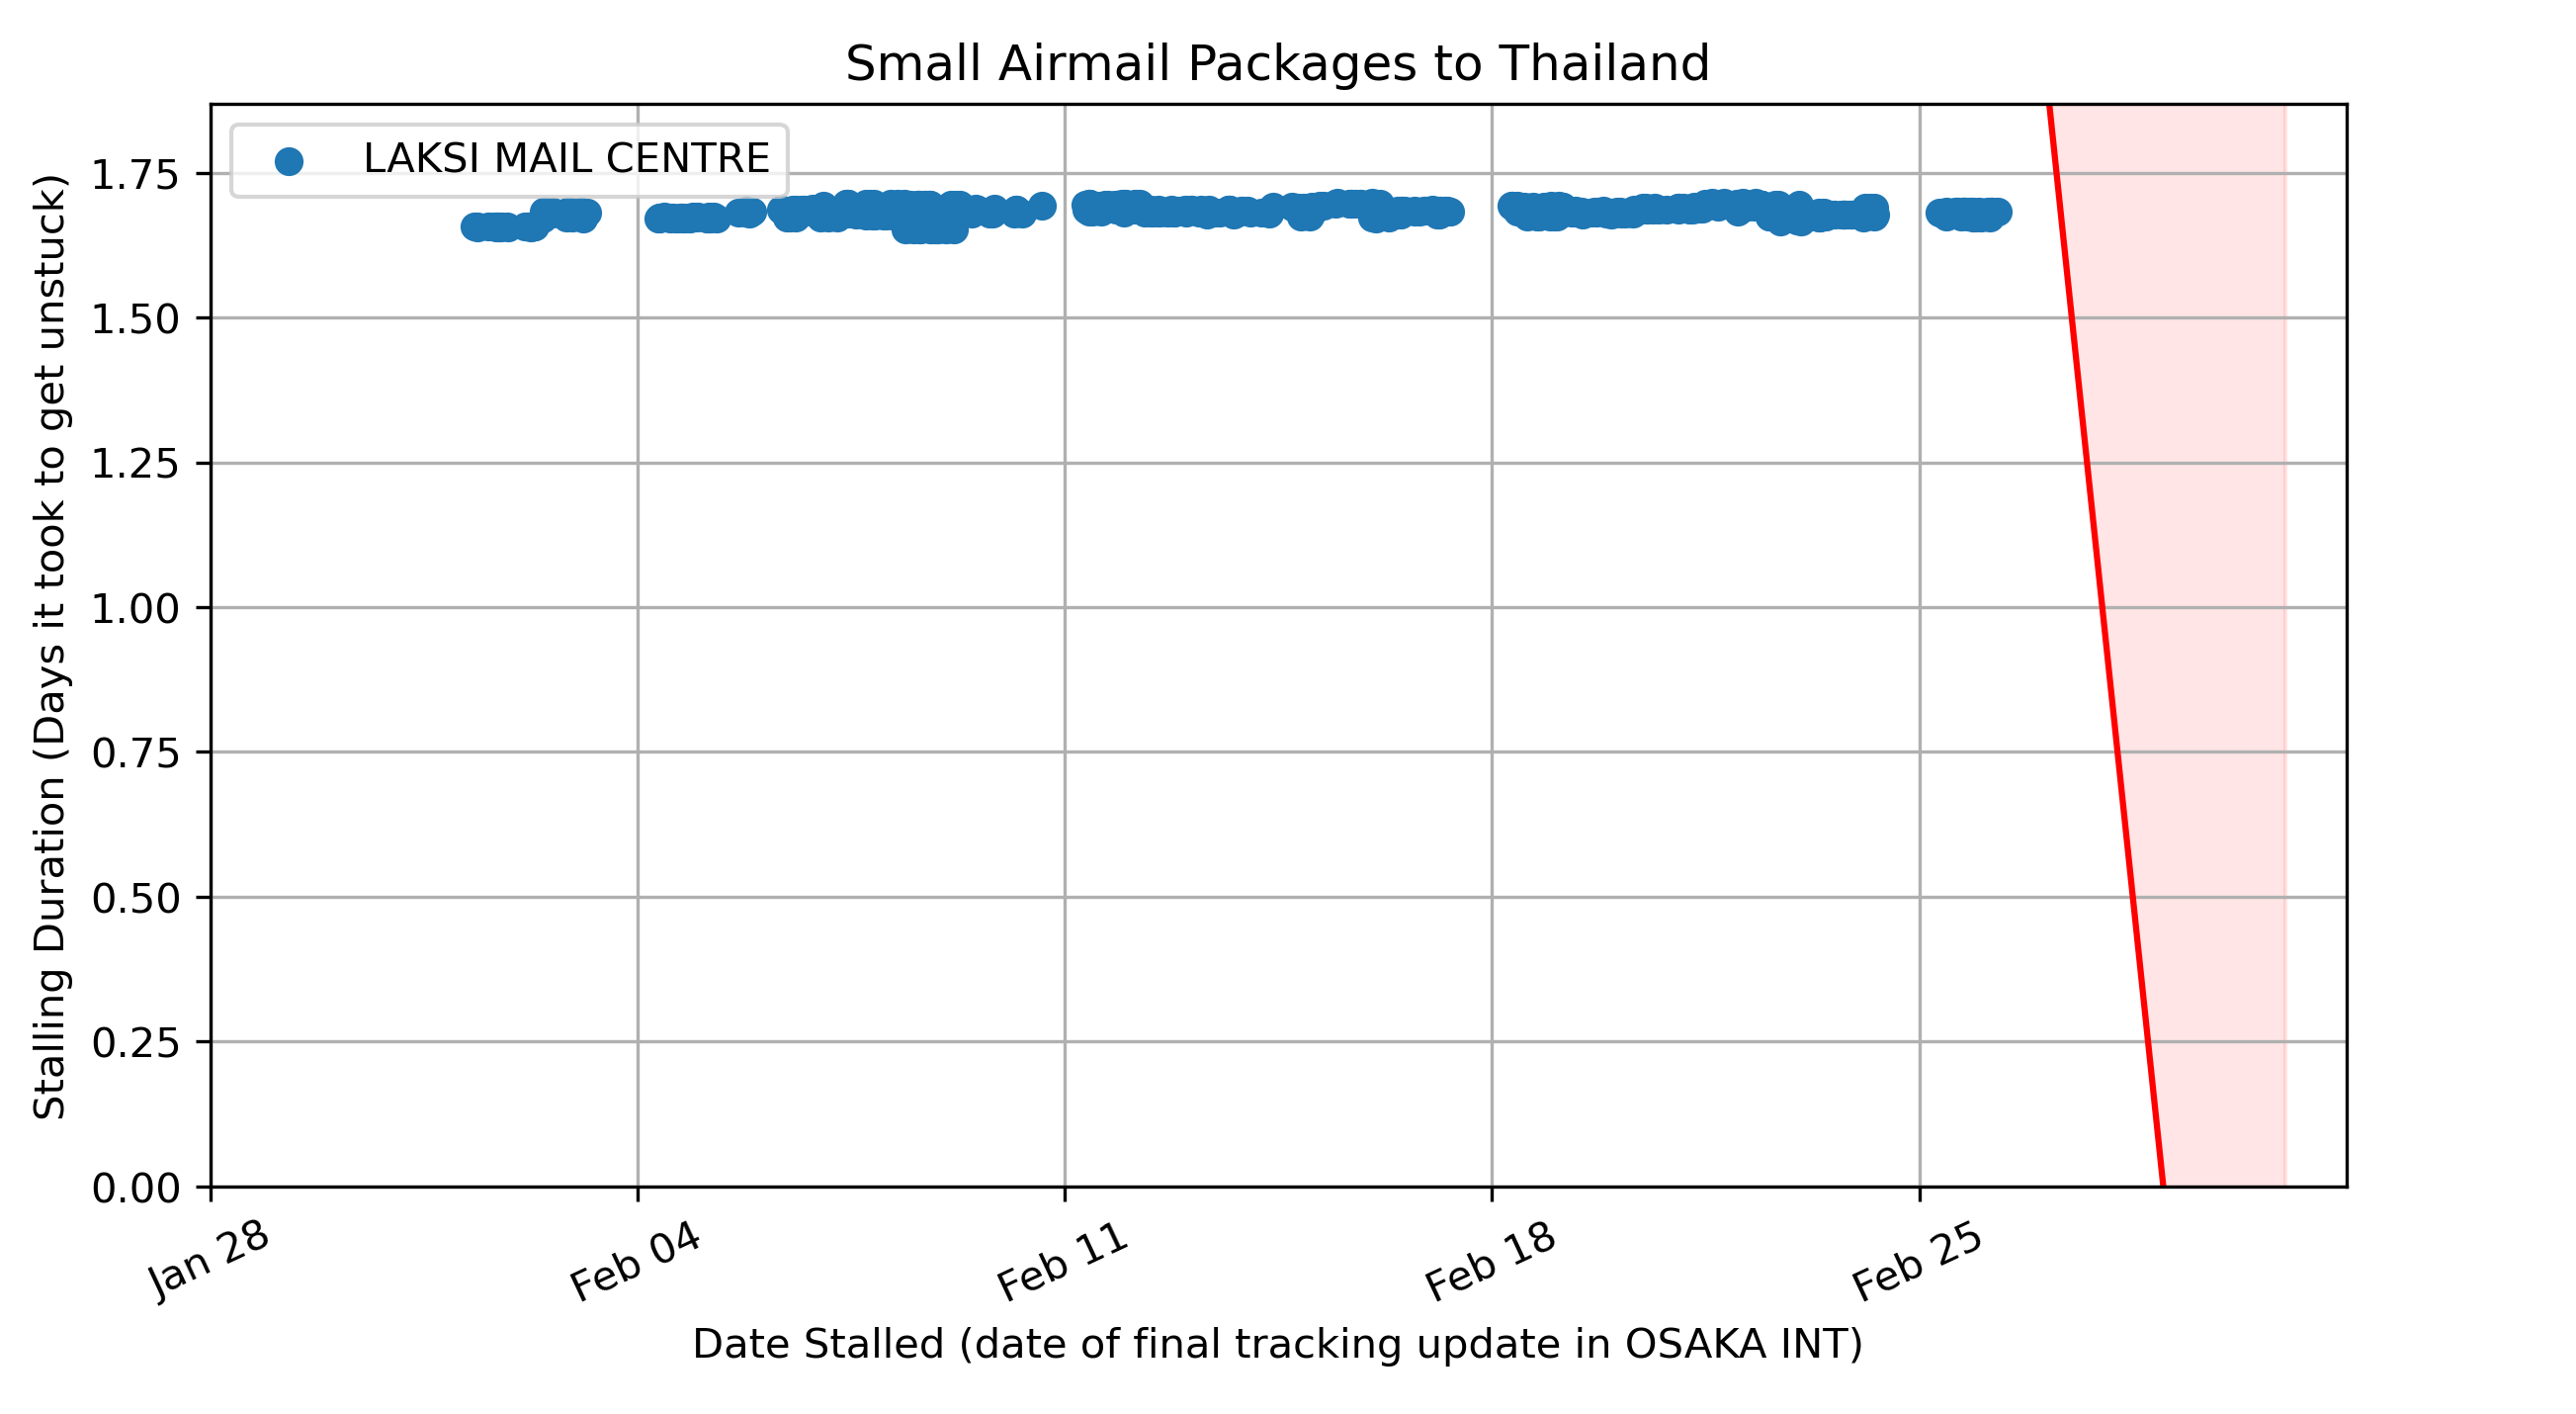 Small Airmail Packages to Thailand
LAKSI MAIL CENTRE
Stalling Duration (Days it took to get unstuck)
1.75
1.50
1.25
1.00
0.75
0.50
0.25
0.00
Jan 28
Feb 04
Feb 11
Feb 18
Feb 25
Date Stalled (date of final tracking update in OSAKA INT)